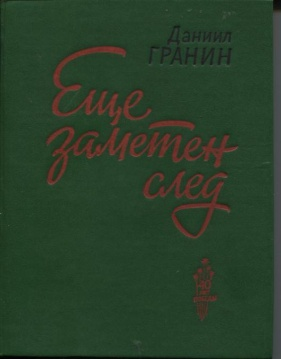 Даниил
ГРАНИН
Еще
заметен
след